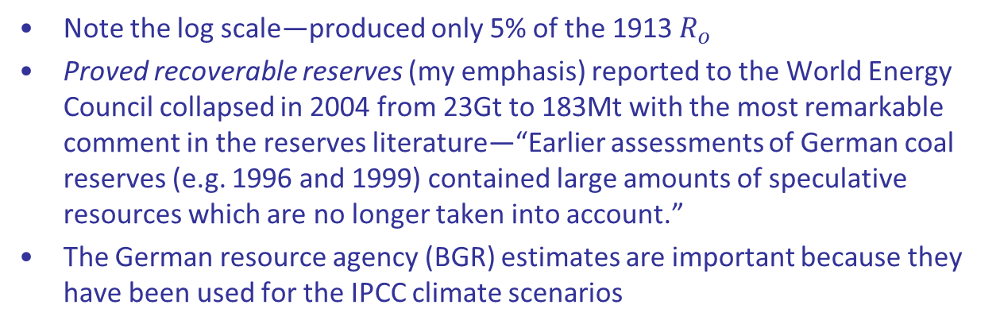 • Note the log scale—produced only 5% of the 1913 𝑅𝑜
• Proved recoverable reserves (my emphasis) reported to the World Energy
Council collapsed in 2004 from 23Gt to 183Mt with the most remarkable
comment in the reserves literature—“Earlier assessments of German coal
reserves (e.g. 1996 and 1999) contained large amounts of speculative
resources which are no longer taken into account.”
• The German resource agency (BGR) estimates are important because they
have been used for the IPCC climate scenarios